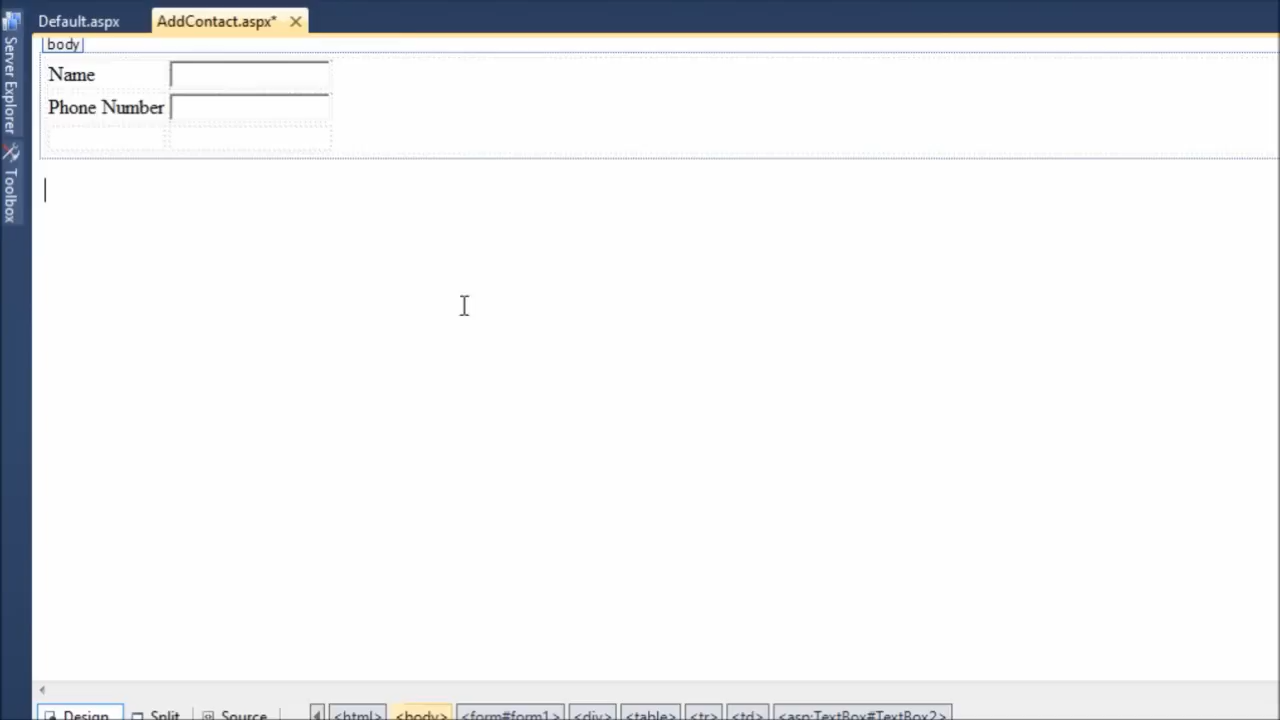 Default.aspx
AddContact.aspx*
Server Explorer
Toolbox
body
Name
Phone Number
Design
Split
Source
<html>
<body>
<form#form1>
<div>
<table>
<tr>
<td>
<asp:TextBox#TextBox2>